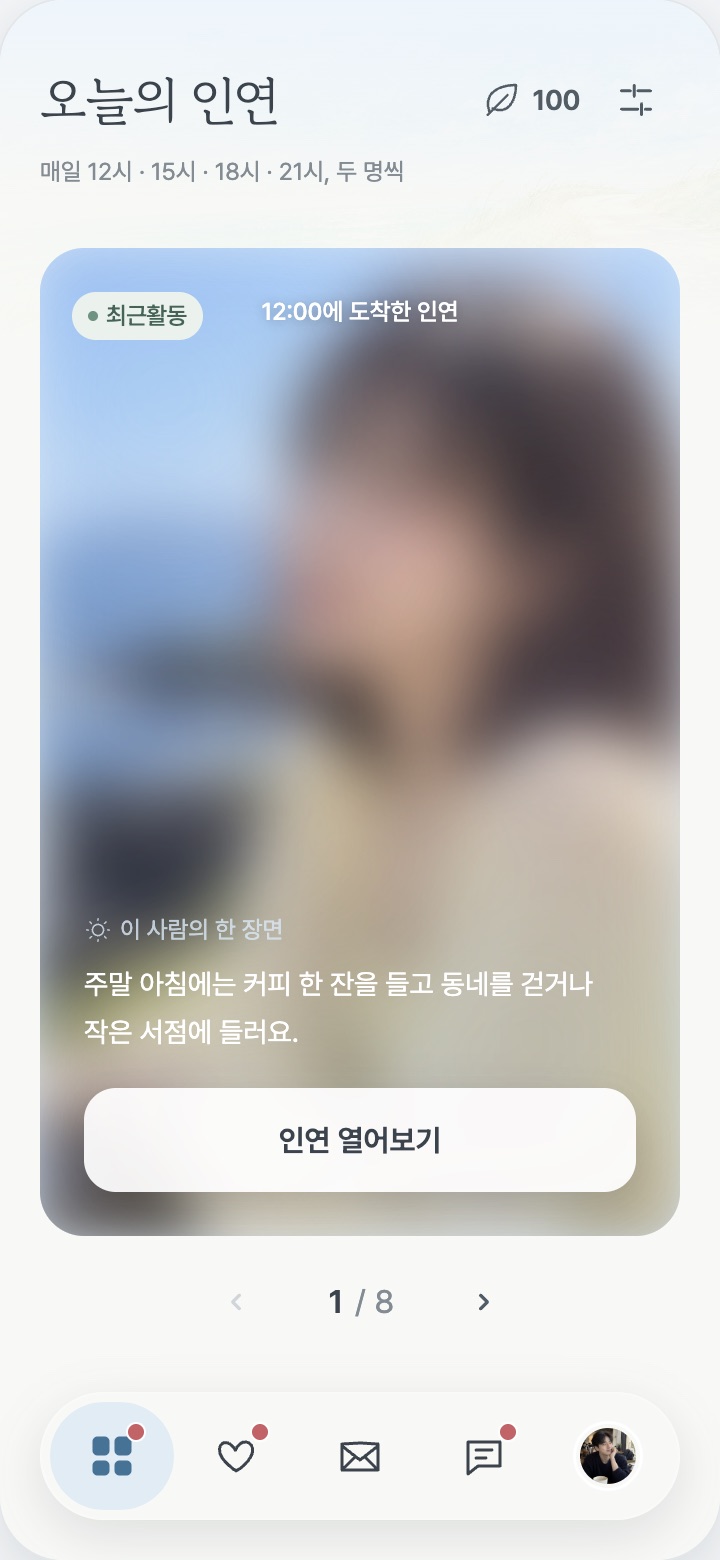 오늘의 인연
100
매일 12시 · 15시 · 18시 · 21시, 두 명씩
최근활동
12:00에 도착한 인연
이 사람의 한 장면
주말 아침에는 커피 한 잔을 들고 동네를 걷거나
작은 서점에 들러요.
인연 열어보기
1 / 8